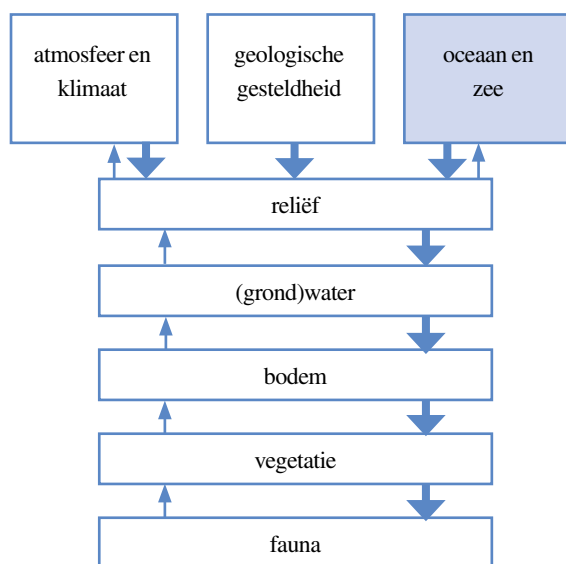 atmosfeer en
klimaat
geologische
gesteldheid
oceaan en
zee
reliëf
(grond)water
bodem
vegetatie
fauna